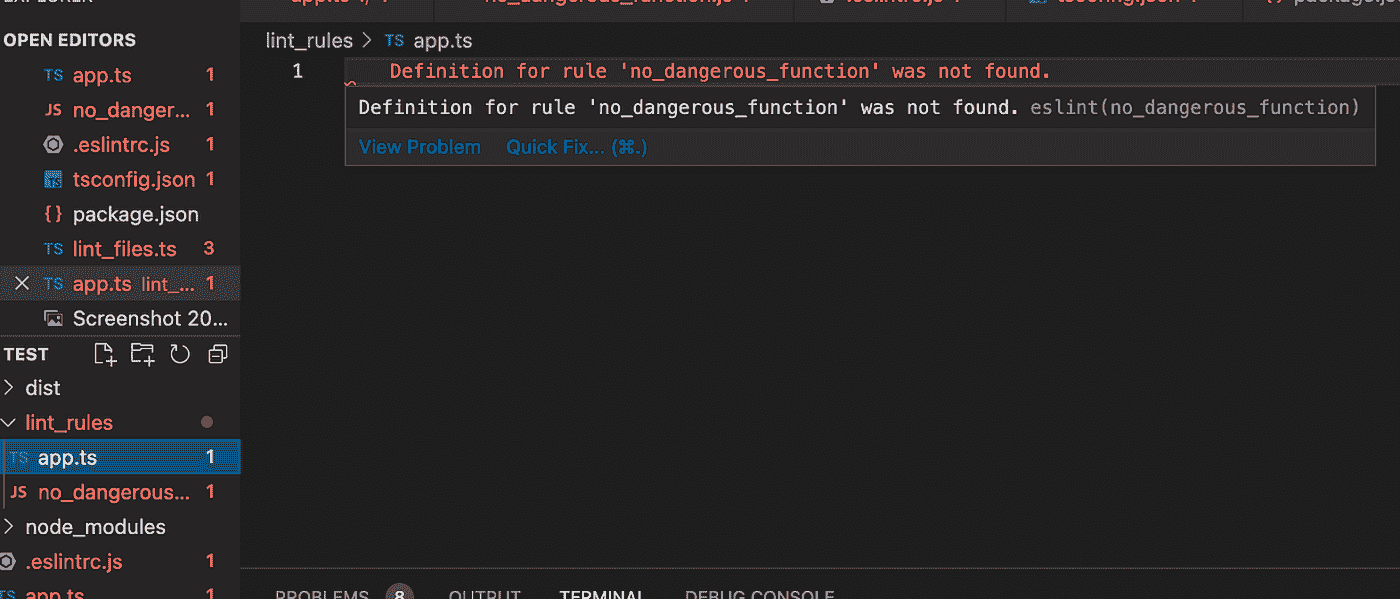 EXPLORER
OPEN EDITORS
TS app.ts 1
JS no_danger... 1
.eslintrc.js 1
tsconfig.json 1
{} package.json
TS lint_files.ts 3
TS app.ts lint_... 1
Screenshot 20...
TEST
dist
lint_rules
TS app.ts 1
JS no_dangerous... 1
node_modules
.eslintrc.js 1
TS app.ts 1
no_dangerous_function.js 1
.eslintrc.js 1
tsconfig.json 1
package.json
lint_rules > TS app.ts
1 Definition for rule 'no_dangerous_function' was not found.
Definition for rule 'no_dangerous_function' was not found. eslint(no_dangerous_function)
View Problem Quick Fix... (⌘.)
PROBLEMS 8 OUTPUT TERMINAL DEBUG CONSOLE